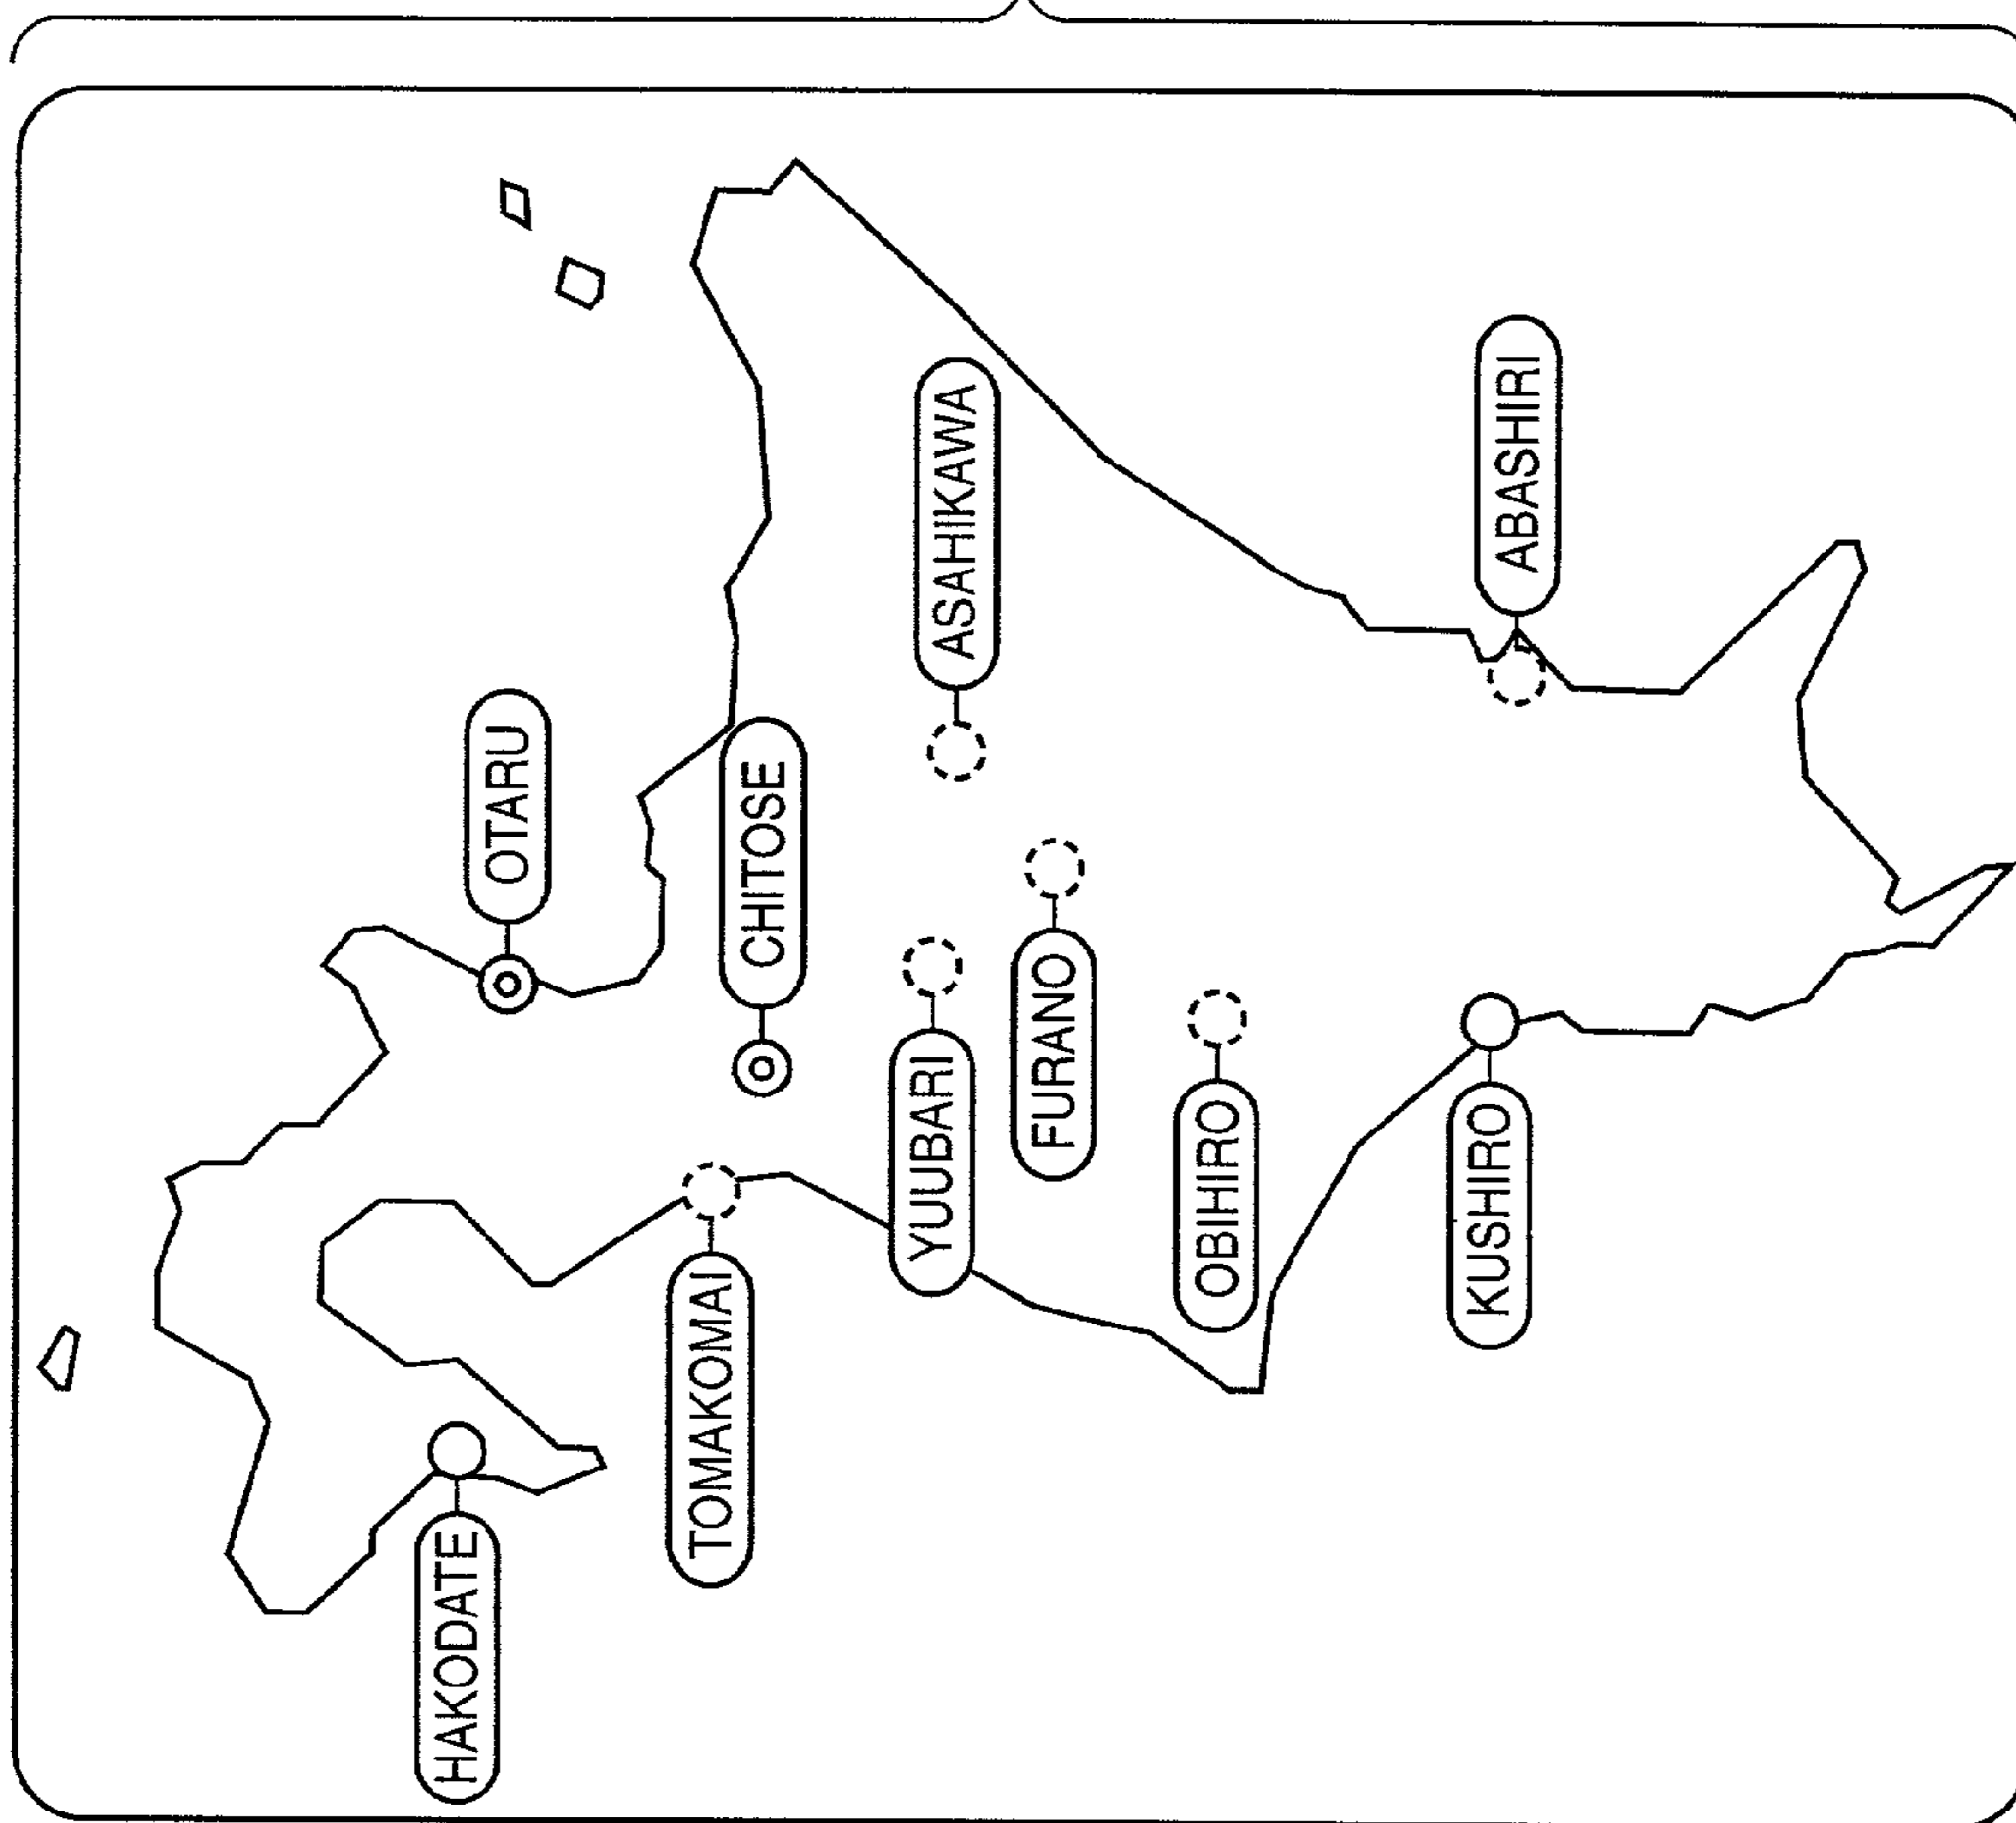 ASAHIKAWA
ABASHIRI
OTARU
CHITOSE
YUUBARI
FURANO
OBIHIRO
KUSHIRO
TOMAKOMAI
HAKODATE